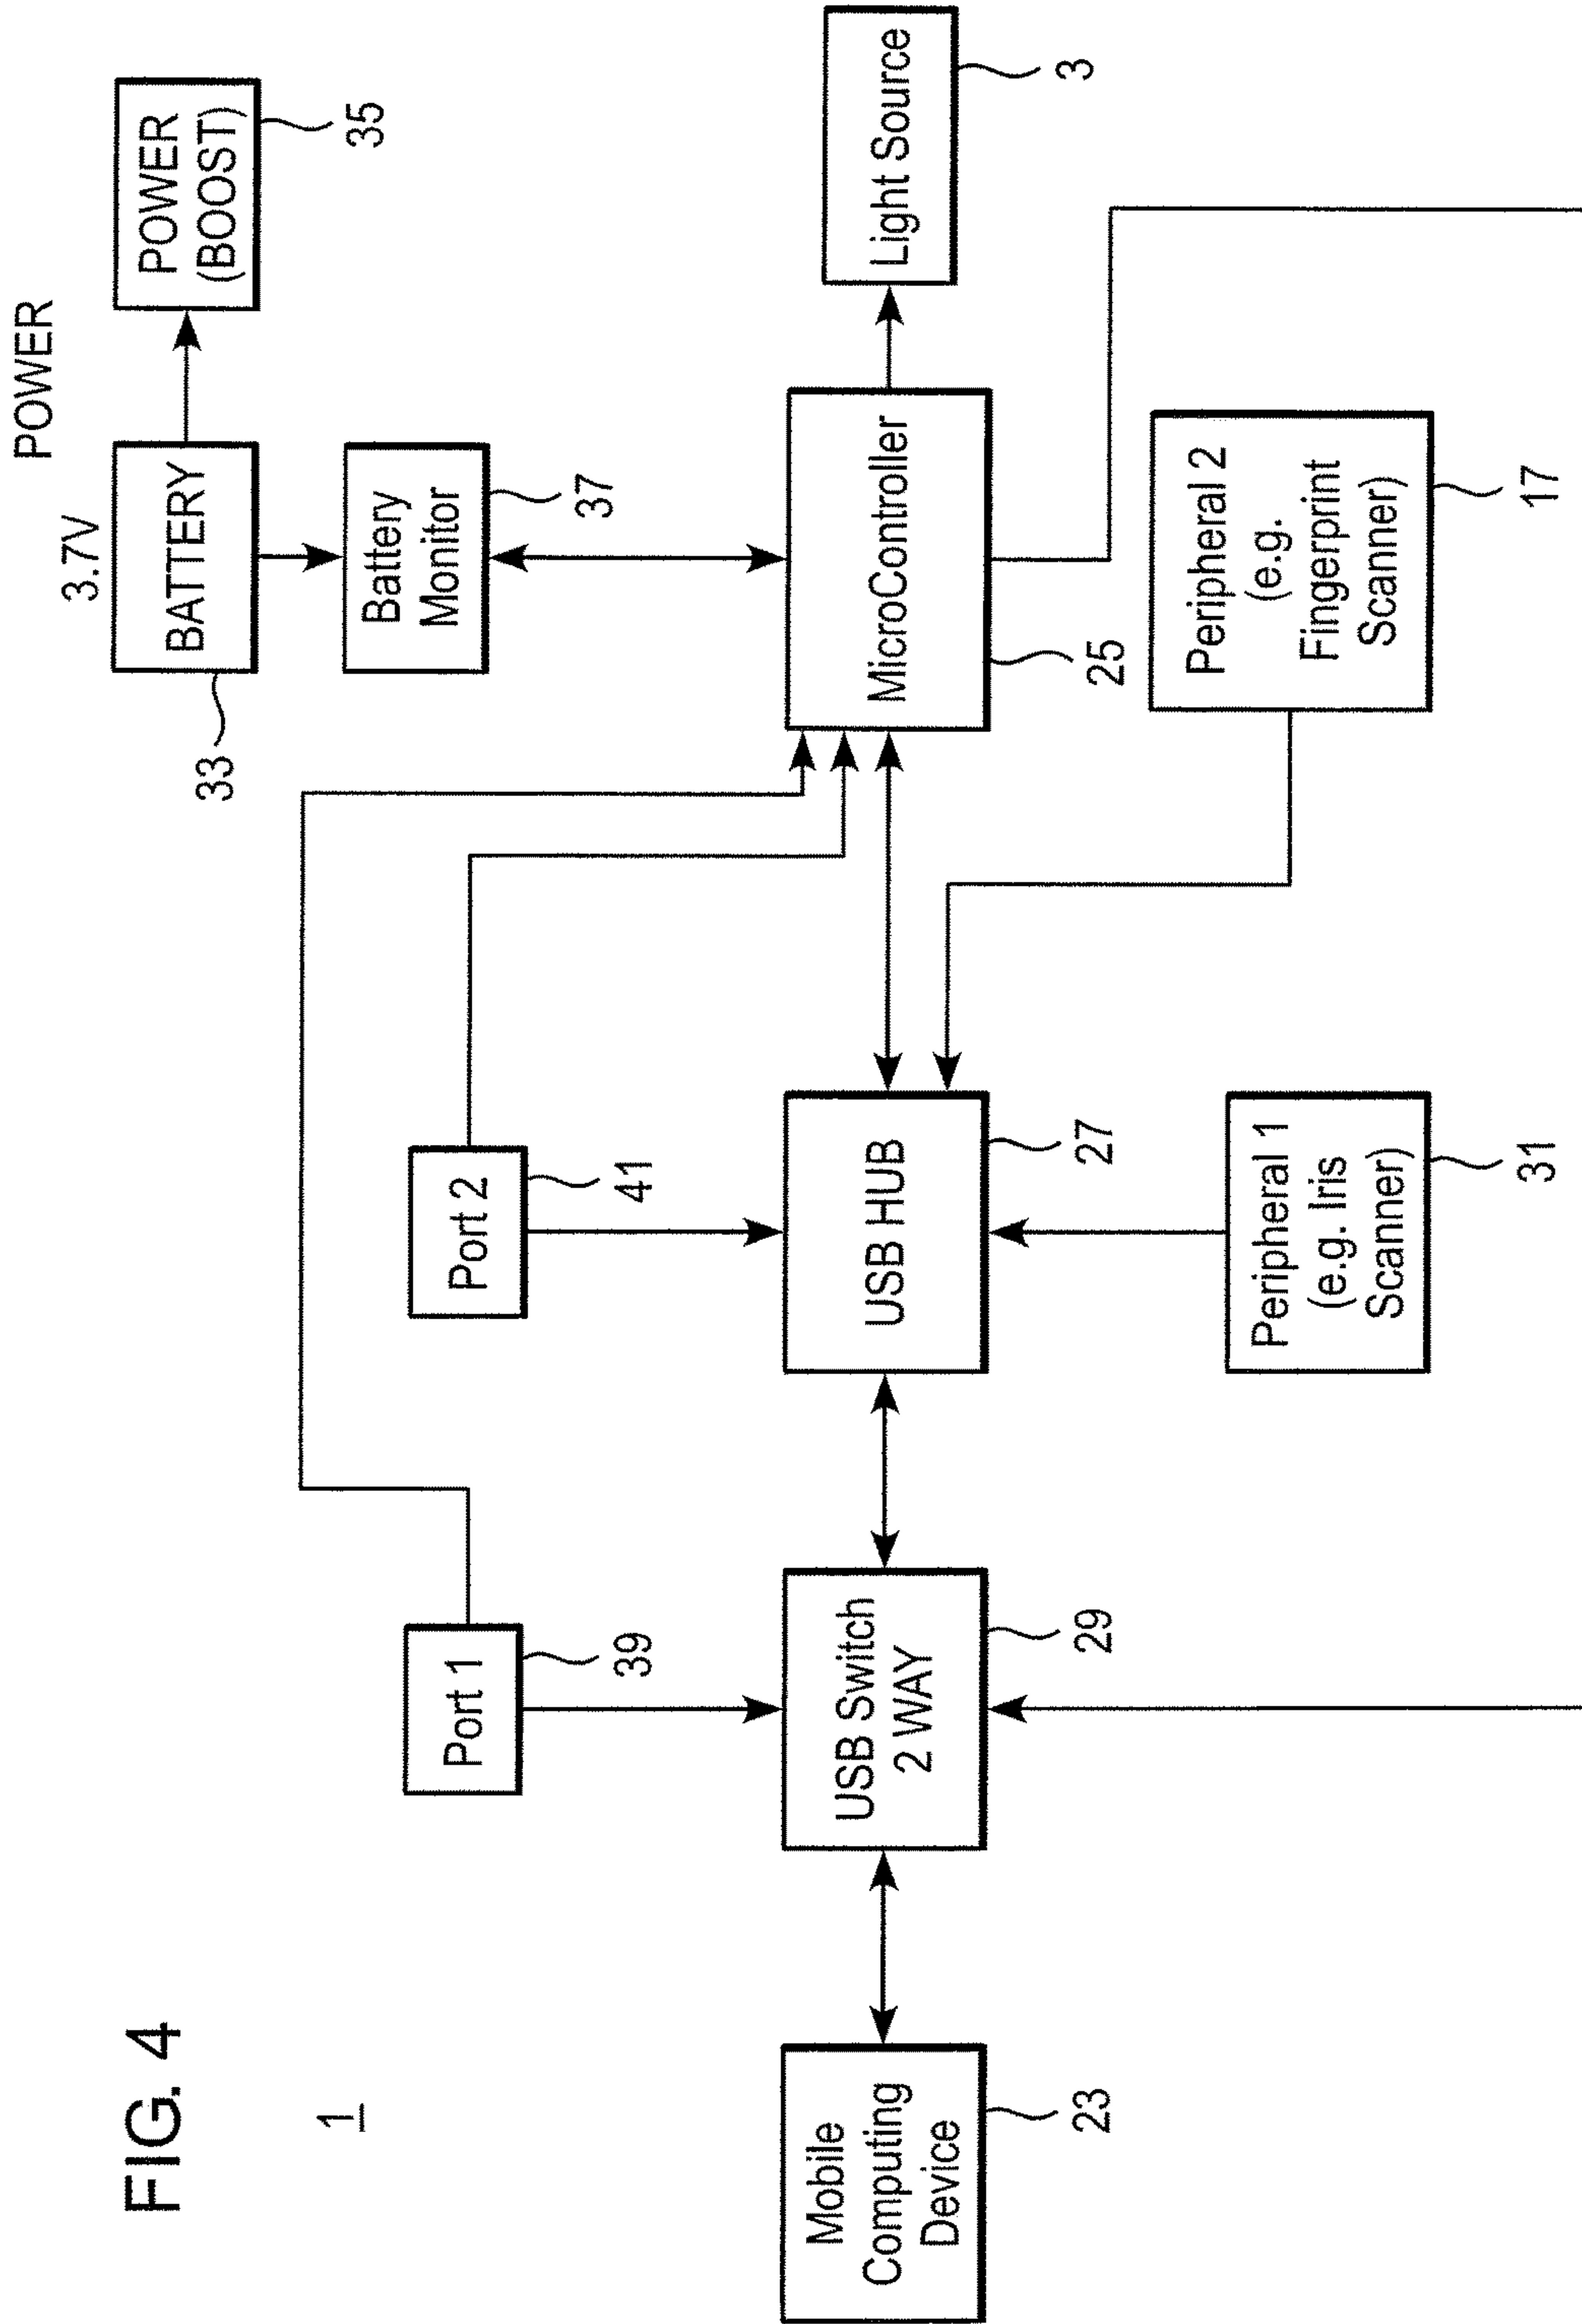 FIG. 4
1
POWER
3.7V
BATTERY
33
POWER
(BOOST)
35
Battery
Monitor
37
Port 1
39
Port 2
41
Mobile
Computing
Device
23
USB Switch
2 WAY
29
USB HUB
27
MicroController
25
Light Source
3
Peripheral 1
(e.g. Iris
Scanner)
31
Peripheral 2
(e.g.
Fingerprint
Scanner)
17